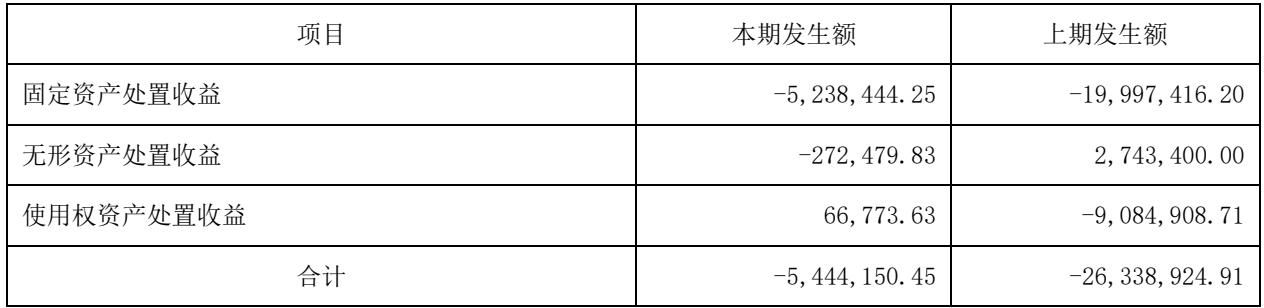 项目 本期发生额 上期发生额
固定资产处置收益 -5,238,444.25 -19,997,416.20
无形资产处置收益 -272,479.83 2,743,400.00
使用权资产处置收益 66,773.63 -9,084,908.71
合计 -5,444,150.45 -26,338,924.91